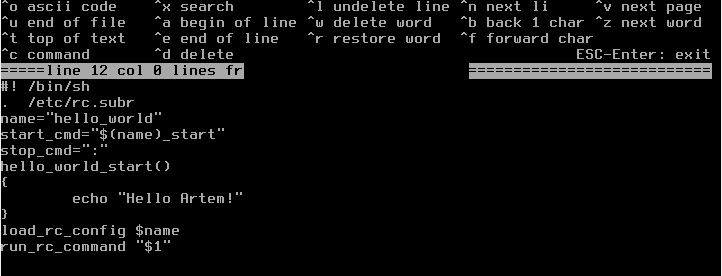 ^o ascii code ^x search ^l undelete line ^n next li ^v next page
^u end of file ^a begin of line ^w delete word ^b back 1 char ^z next word
^t top of text ^e end of line ^r restore word ^f forward char
^c command ^d delete ESC-Enter: exit
=====line 12 col 0 lines fr ===========================
#! /bin/sh
. /etc/rc.subr
name="hello_world"
start_cmd="$(name)_start"
stop_cmd=":"
hello_world_start()
{
echo "Hello Artem!"
}
load_rc_config $name
run_rc_command "$1"